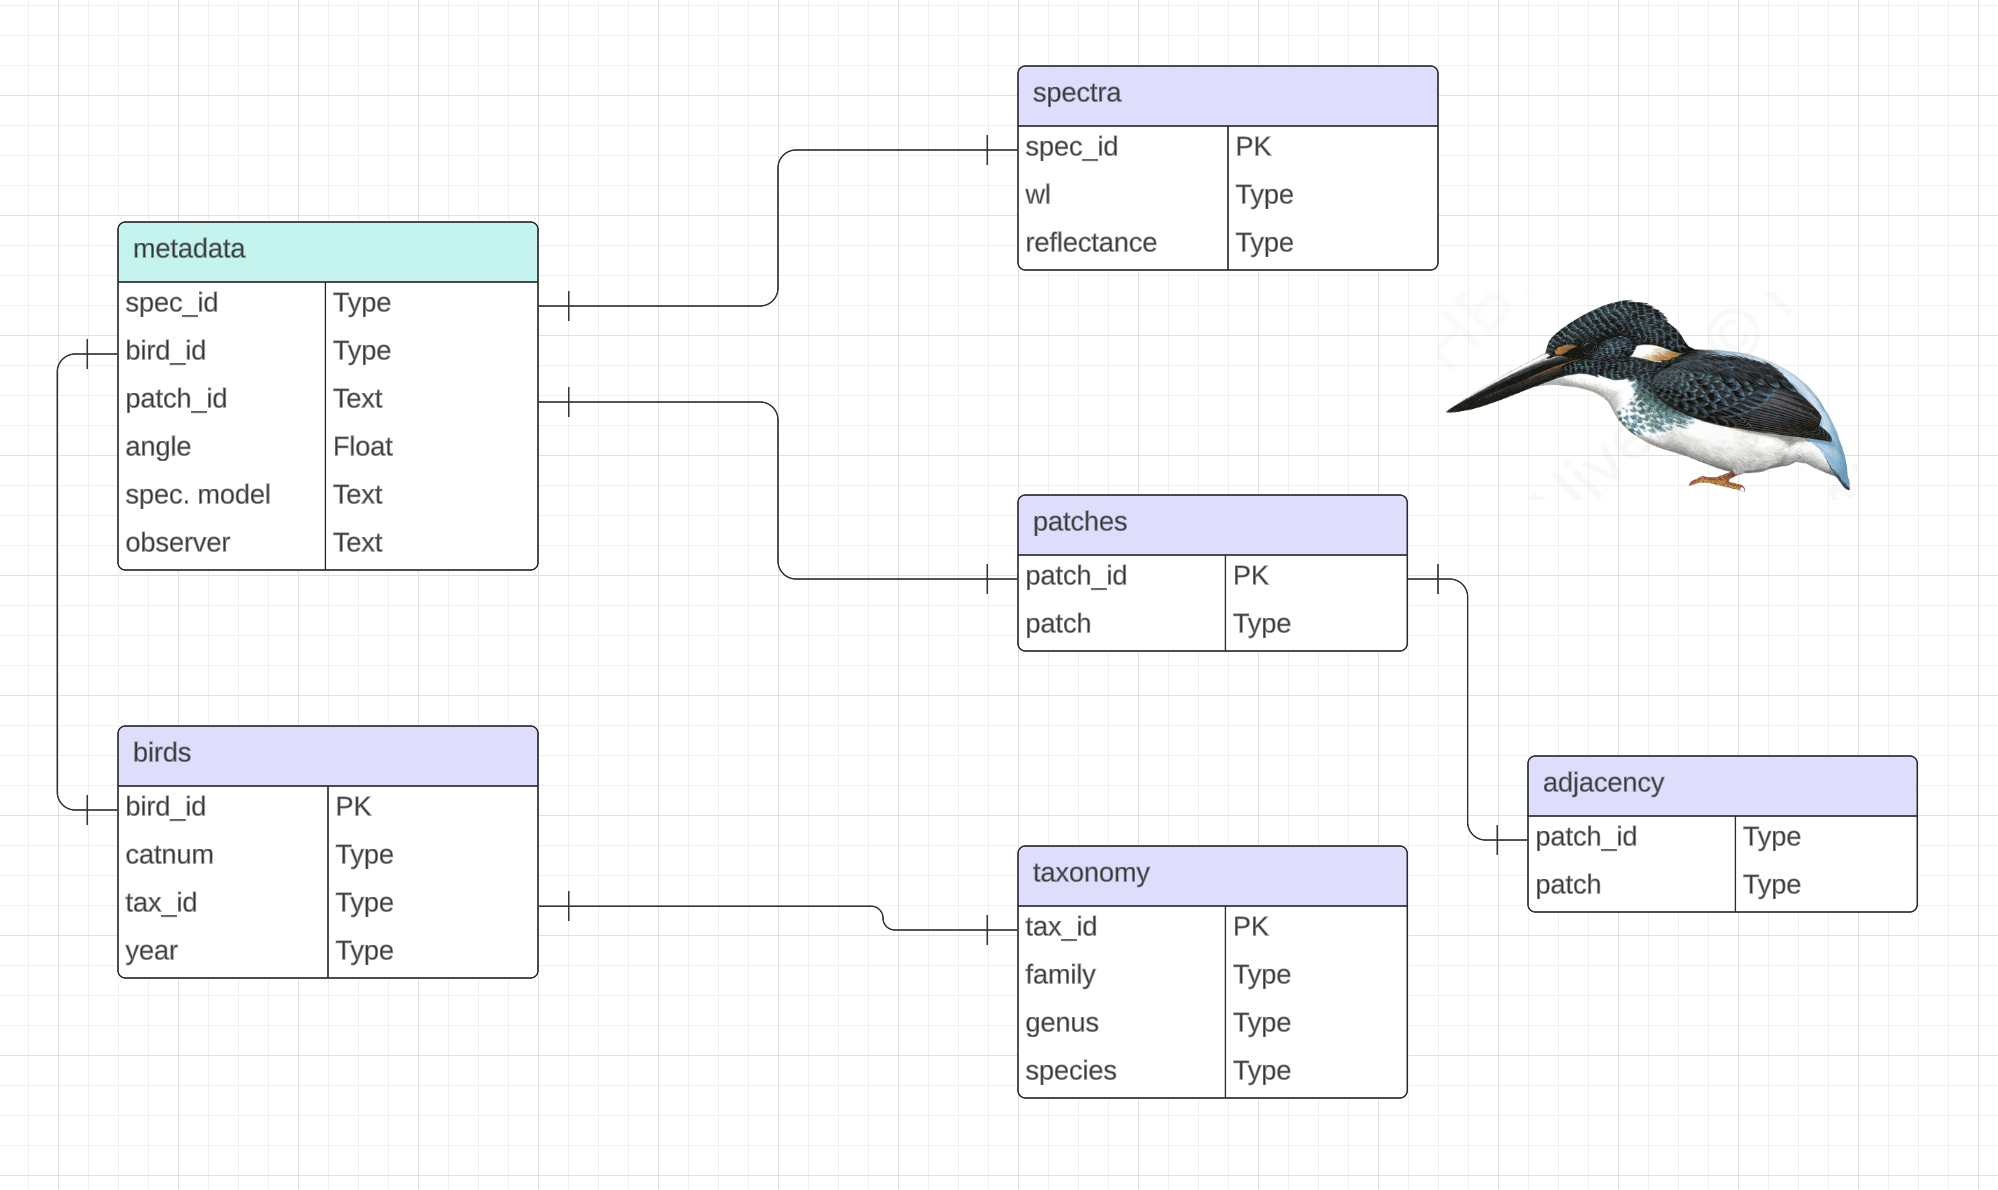 spectra
spec_id PK
wl Type
reflectance Type
metadata
spec_id Type
bird_id Type
patch_id Text
angle Float
spec. model Text
observer Text
patches
patch_id PK
patch Type
birds
bird_id PK
catnum Type
tax_id Type
year Type
adjacency
patch_id Type
patch Type
taxonomy
tax_id PK
family Type
genus Type
species Type